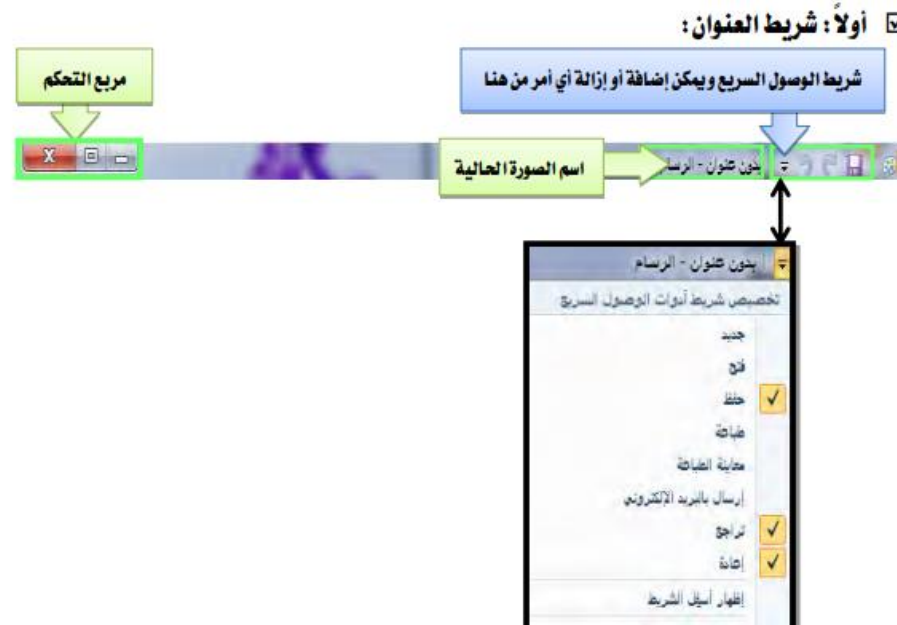 أولاً : شريط العنوان :
شريط الوصول السريع ويمكن إضافة أو إزالة أي أمر من هنا
مربع التحكم
X
بدون عنوان - الرسام
اسم الصورة الحالية
بدون عنوان - الرسام
تخصيص شريط أدوات الوصول السريع
جديد
فتح
حفظ
طباعة
معاينة الطباعة
إرسال بالبريد الإلكتروني
تراجع
إعادة
إظهار أسفل الشريط